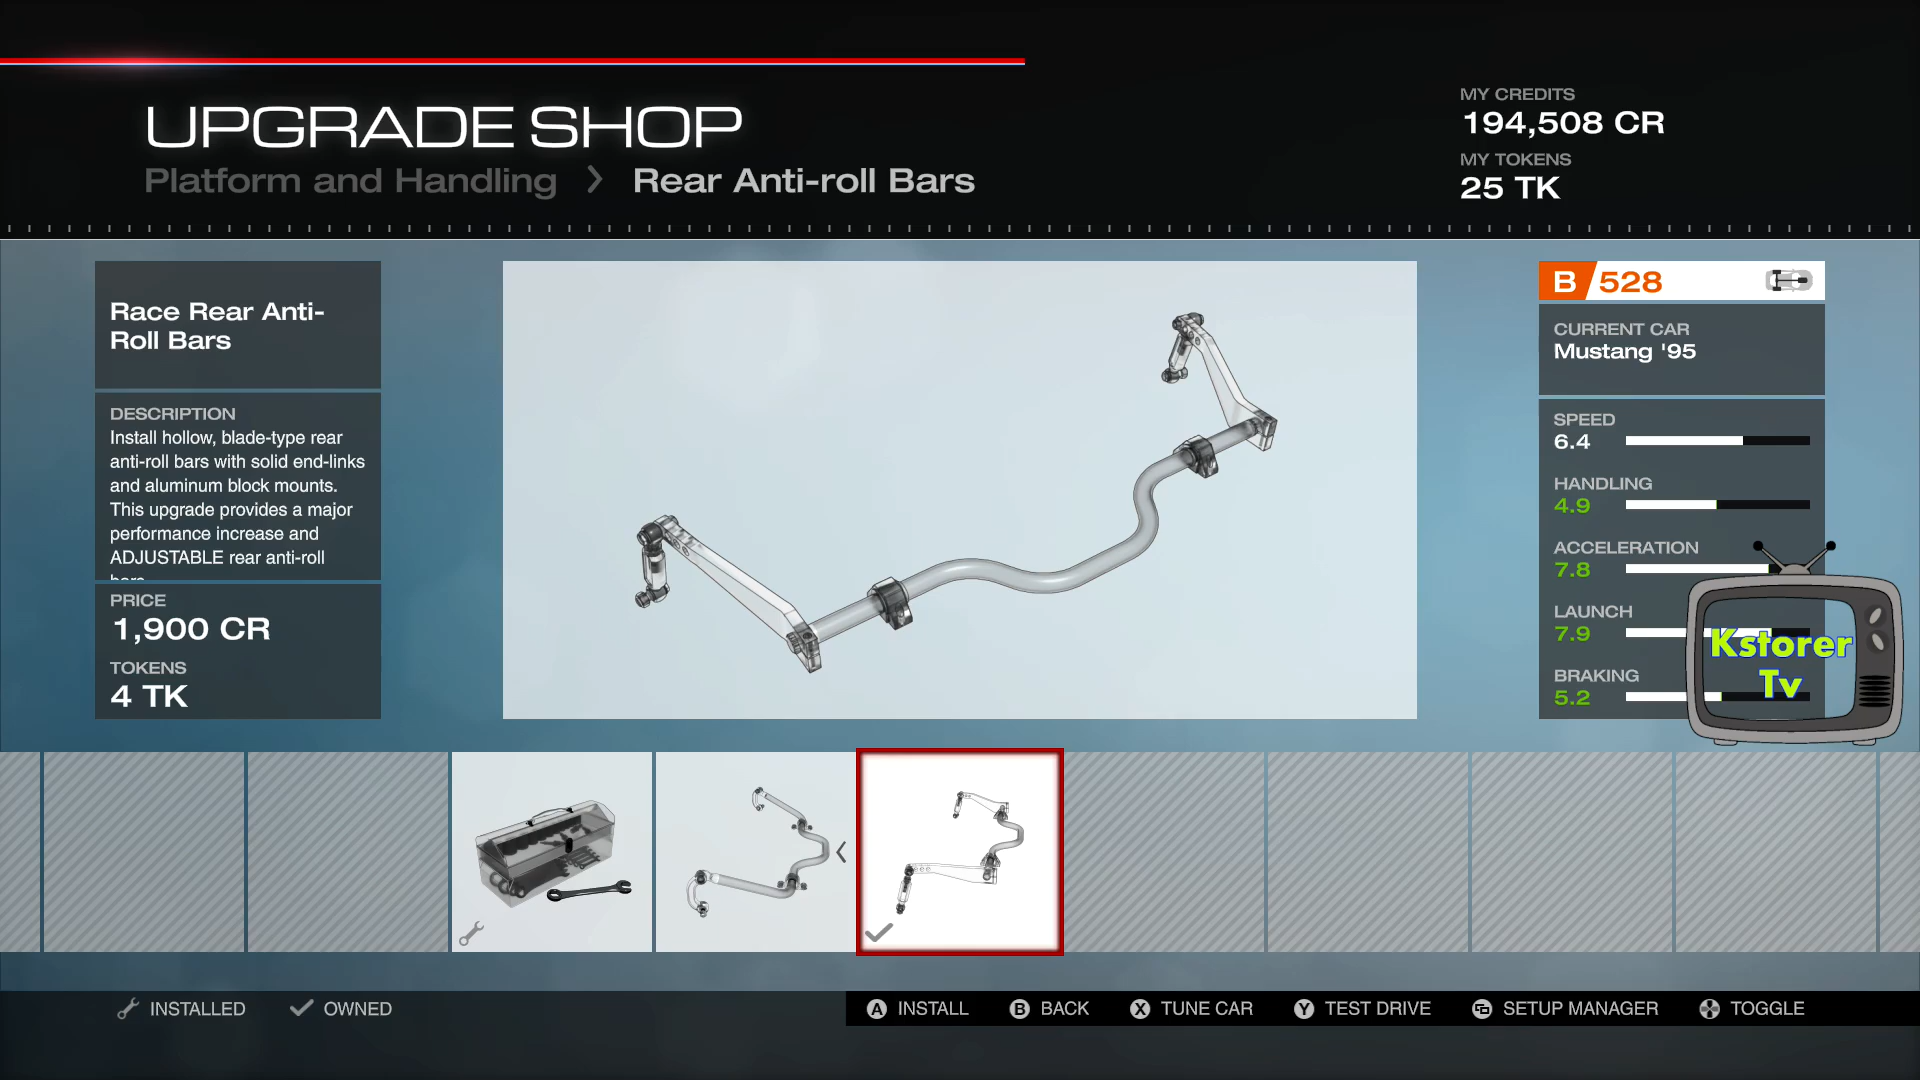 UPGRADE SHOP
Platform and Handling > Rear Anti-roll Bars
MY CREDITS
194,508 CR
MY TOKENS
25 TK
Race Rear Anti-
Roll Bars
DESCRIPTION
Install hollow, blade-type rear
anti-roll bars with solid end-links
and aluminum block mounts.
This upgrade provides a major
performance increase and
ADJUSTABLE rear anti-roll
PRICE
1,900 CR
TOKENS
4 TK
B 528
CURRENT CAR
Mustang '95
SPEED
6.4
HANDLING
4.9
ACCELERATION
7.8
LAUNCH
7.9
BRAKING
5.2
Kstorer
Tv
INSTALLED
OWNED
A INSTALL
B BACK
X TUNE CAR
Y TEST DRIVE
SETUP MANAGER
TOGGLE